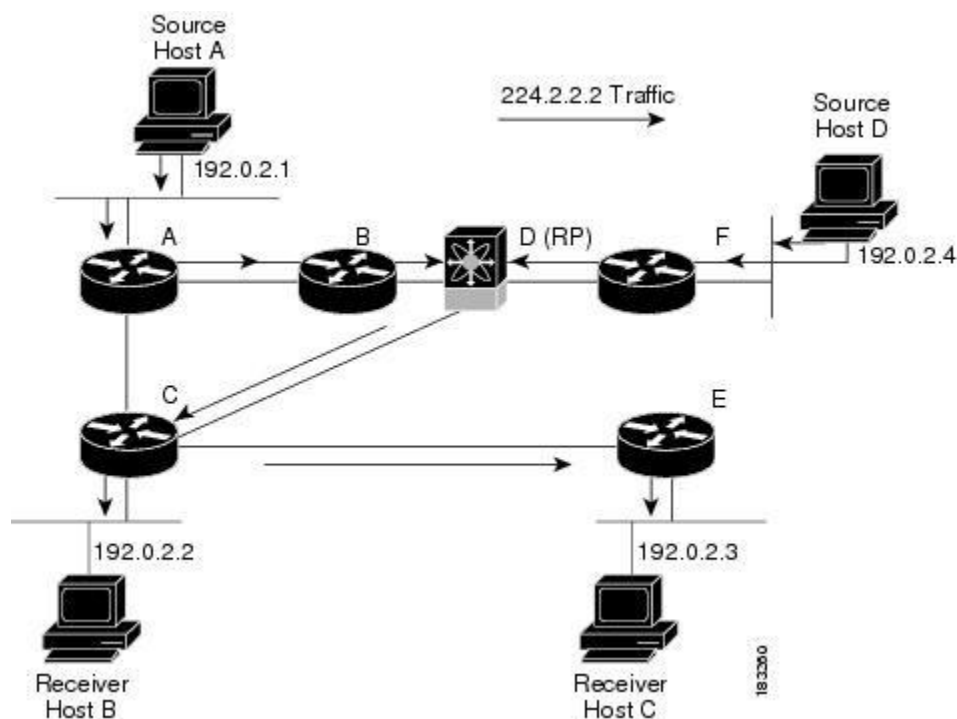 Source
Host A
224.2.2.2 Traffic
Source
Host D
192.0.2.1
A
B
D (RP)
F
192.0.2.4
C
E
192.0.2.2
192.0.2.3
Receiver
Host B
Receiver
Host C
183260